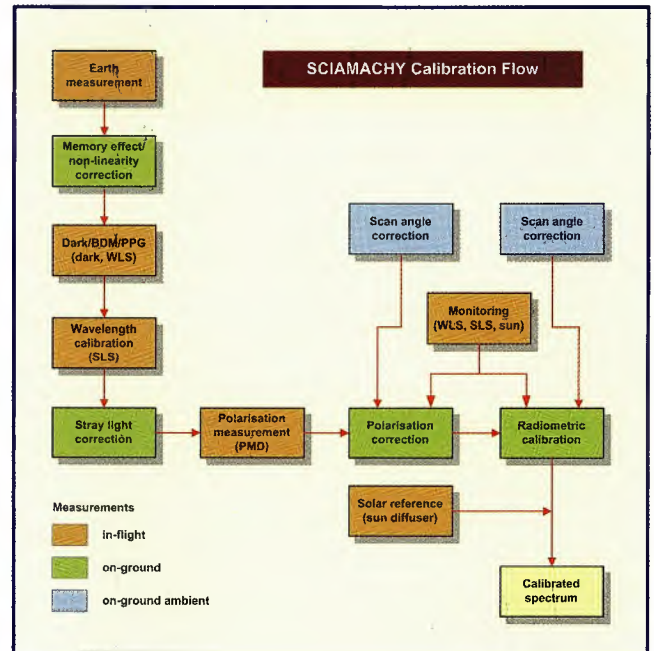 SCIAMACHY Calibration Flow
Earth
measurement
Memory effect/
non-linearity
correction
Dark/BDM/PPG
(dark, WLS)
Wavelength
calibration
(SLS)
Stray light
correction
Polarisation
measurement
(PMD)
Scan angle
correction
Scan angle
correction
Monitoring
(WLS, SLS, sun)
Polarisation
correction
Radiometric
calibration
Solar reference
(sun diffuser)
Calibrated
spectrum
Measurements
in-flight
on-ground
on-ground ambient